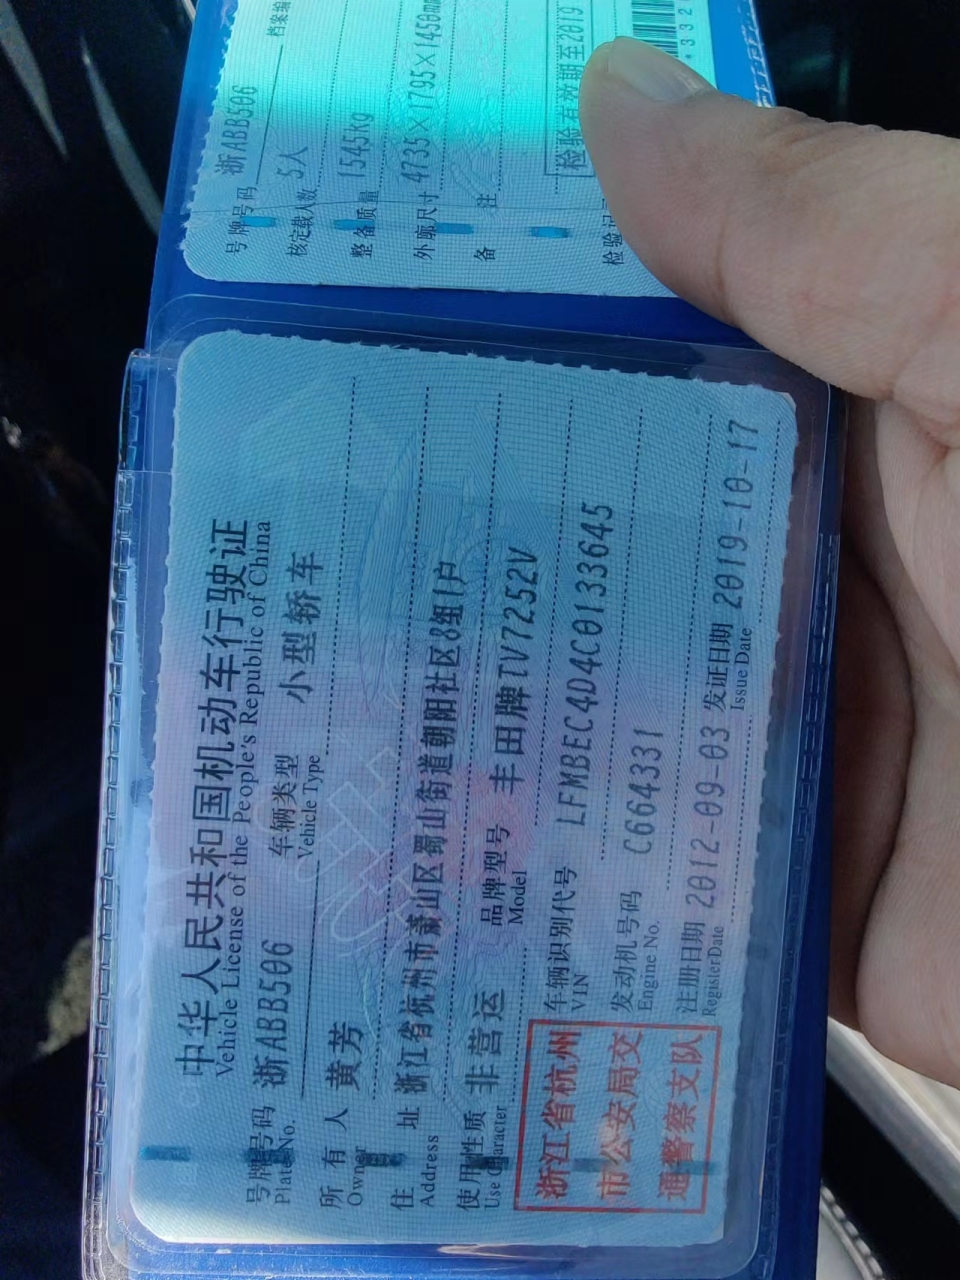 中华人民共和国机动车行驶证
Vehicle License of the People's Republic of China
号牌号码 浙ABB506 车辆类型 小型轿车
Plate No. Vehicle Type
所有人 黄芳
Owner
住址 浙江省杭州市萧山区蜀山街道朝阳社区8组1户
Address
使用性质 非营运 品牌型号 丰田牌TV7252V
Use Character Model
浙江省杭州
市公安局交
通警察支队
车辆识别代号 LFMBEC4D4C0133645
VIN
发动机号码 C664331
Engine No.
注册日期 2012-09-03 发证日期 2019-10-17
Register Date Issue Date
号牌号码 浙ABB506 档案编
核定载人数 5人
整备质量 1545kg
外廓尺寸 4735×1795×1450mm
备注
检验有效期至2019
检验记